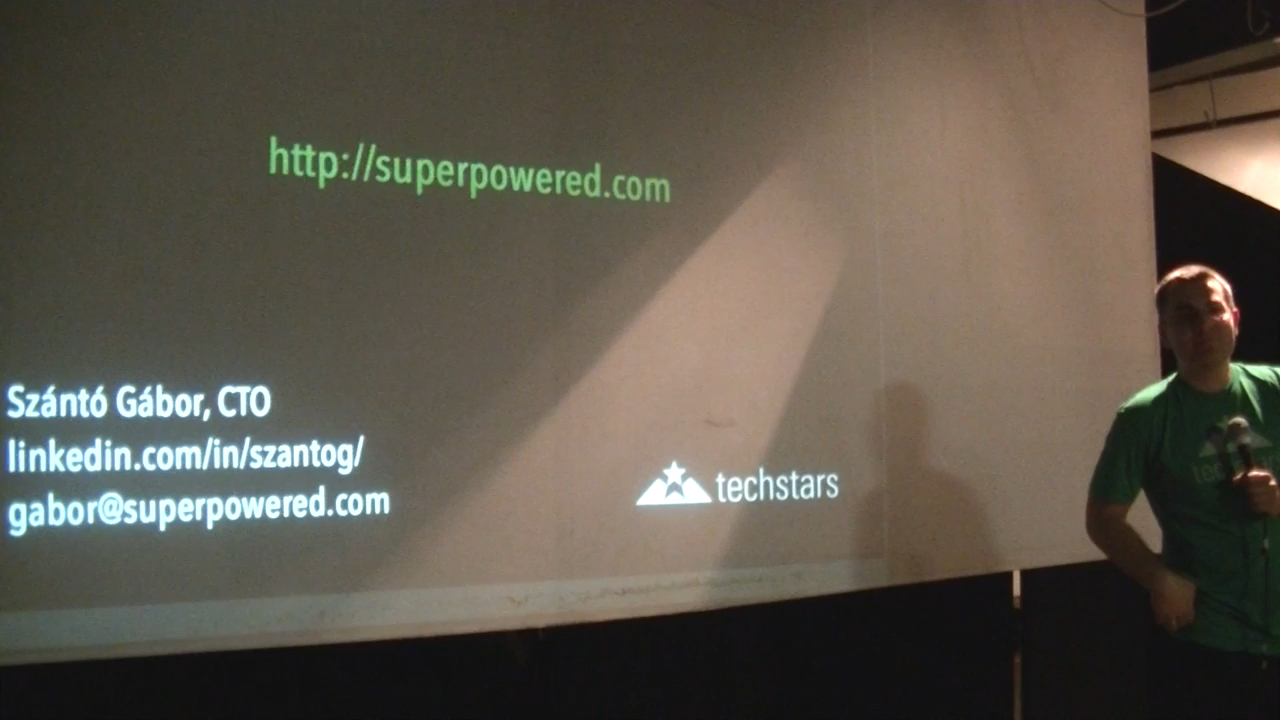 http://superpowered.com
Szántó Gábor, CTO
linkedin.com/in/szantog/
gabor@superpowered.com
techstars